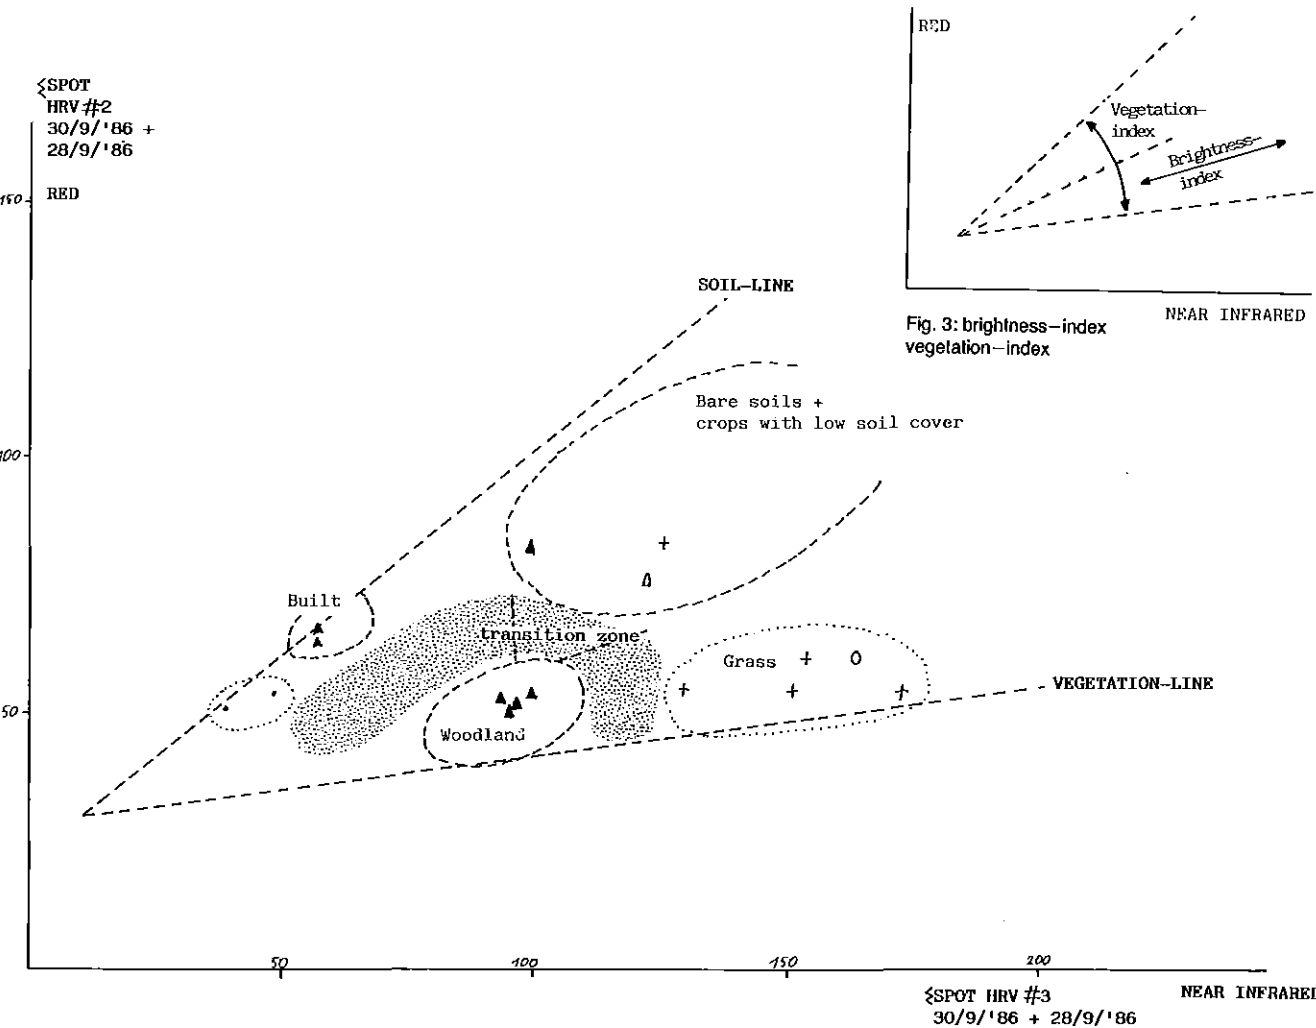 SPOT
HRV #2
30/9/'86 +
28/9/'86
RED
150
100
50
SOIL-LINE
Bare soils +
crops with low soil cover
Built
transition zone
Grass
VEGETATION-LINE
Woodland
50
100
150
200
SPOT HRV #3
30/9/'86 + 28/9/'86
NEAR INFRARED
RED
Vegetation-
index
Brightness-
index
NEAR INFRARED
Fig. 3: brightness-index
vegetation-index